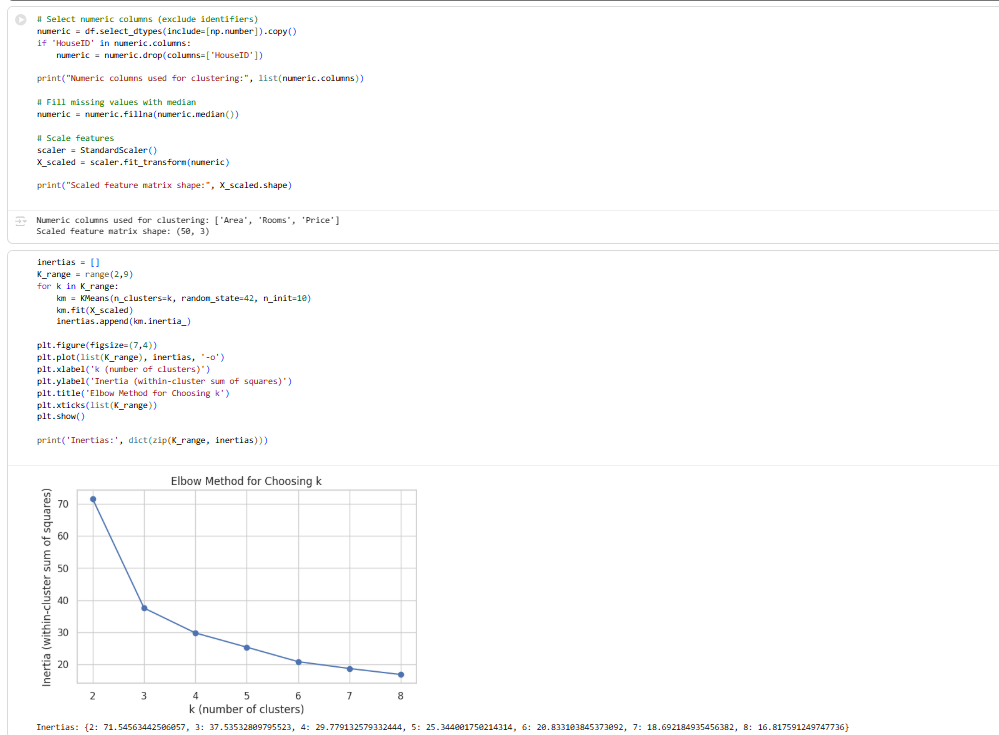 # Select numeric columns (exclude identifiers)
numeric = df.select_dtypes(include=[np.number]).copy()
if 'HouseID' in numeric.columns:
    numeric = numeric.drop(columns=['HouseID'])
print("Numeric columns used for clustering:", list(numeric.columns))
# Fill missing values with median
numeric = numeric.fillna(numeric.median())
# Scale features
scaler = StandardScaler()
X_scaled = scaler.fit_transform(numeric)
print("Scaled feature matrix shape:", X_scaled.shape)
Numeric columns used for clustering: ['Area', 'Rooms', 'Price']
Scaled feature matrix shape: (50, 3)
inertias = []
K_range = range(2,9)
for k in K_range:
    km = KMeans(n_clusters=k, random_state=42, n_init=10)
    km.fit(X_scaled)
    inertias.append(km.inertia_)
plt.figure(figsize=(7,4))
plt.plot(list(K_range), inertias, '-o')
plt.xlabel('k (number of clusters)')
plt.ylabel('Inertia (within-cluster sum of squares)')
plt.title('Elbow Method for Choosing k')
plt.xticks(list(K_range))
plt.show()
print('Inertias:', dict(zip(K_range, inertias)))
Elbow Method for Choosing k
Inertia (within-cluster sum of squares)
70
60
50
40
30
20
2 3 4 5 6 7 8
k (number of clusters)
Inertias: {2: 71.54563442506057, 3: 37.53532809795523, 4: 29.779132579332444, 5: 25.344001750214314, 6: 20.833103845373092, 7: 18.692184935456382, 8: 16.817591249747736}